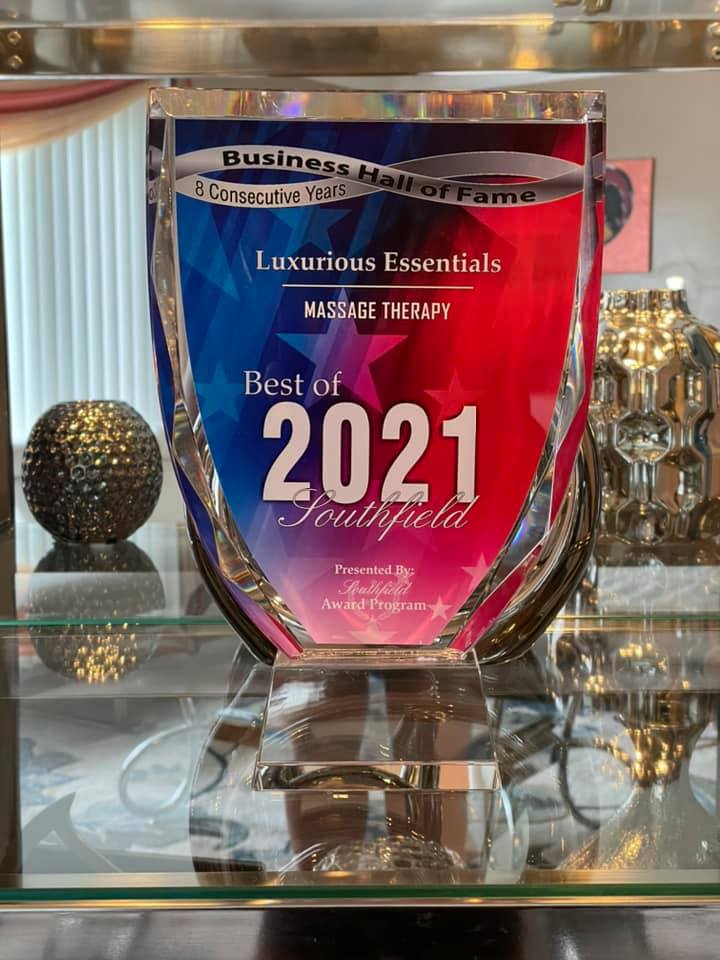 Business Hall of Fame
8 Consecutive Years
Luxurious Essentials
MASSAGE THERAPY
Best of
2021
Southfield
Presented By:
Southfield
Award Program